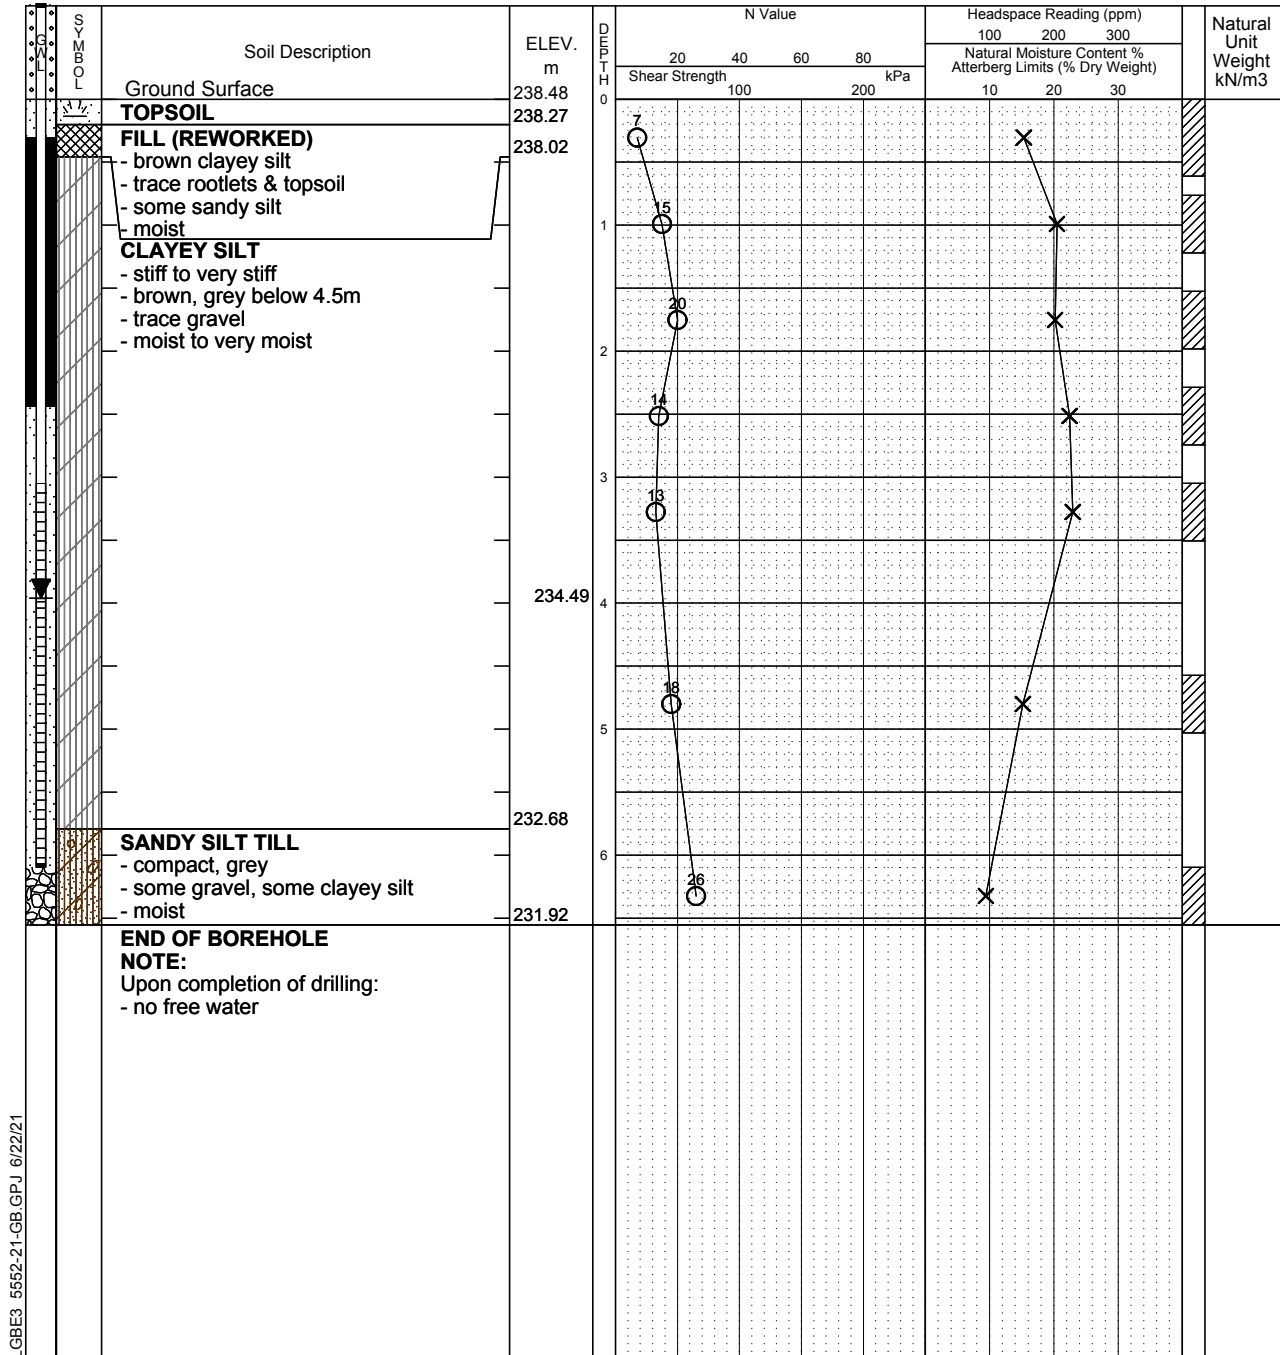 GWL
SYMBOL
Soil Description
Ground Surface
ELEV.
m
DEPTH
N Value
20 40 60 80
Shear Strength kPa
100 200
Headspace Reading (ppm)
100 200 300
Natural Moisture Content %
Atterberg Limits (% Dry Weight)
10 20 30
Natural
Unit
Weight
kN/m3
238.48
0
TOPSOIL
238.27
FILL (REWORKED)
238.02
- brown clayey silt
- trace rootlets & topsoil
- some sandy silt
- moist
CLAYEY SILT
- stiff to very stiff
- brown, grey below 4.5m
- trace gravel
- moist to very moist
7
15
1
20
2
14
3
13
234.49
4
18
5
232.68
SANDY SILT TILL
- compact, grey
- some gravel, some clayey silt
- moist
6
26
231.92
END OF BOREHOLE
NOTE:
Upon completion of drilling:
- no free water
GBE3 5552-21-GB.GPJ 6/22/21